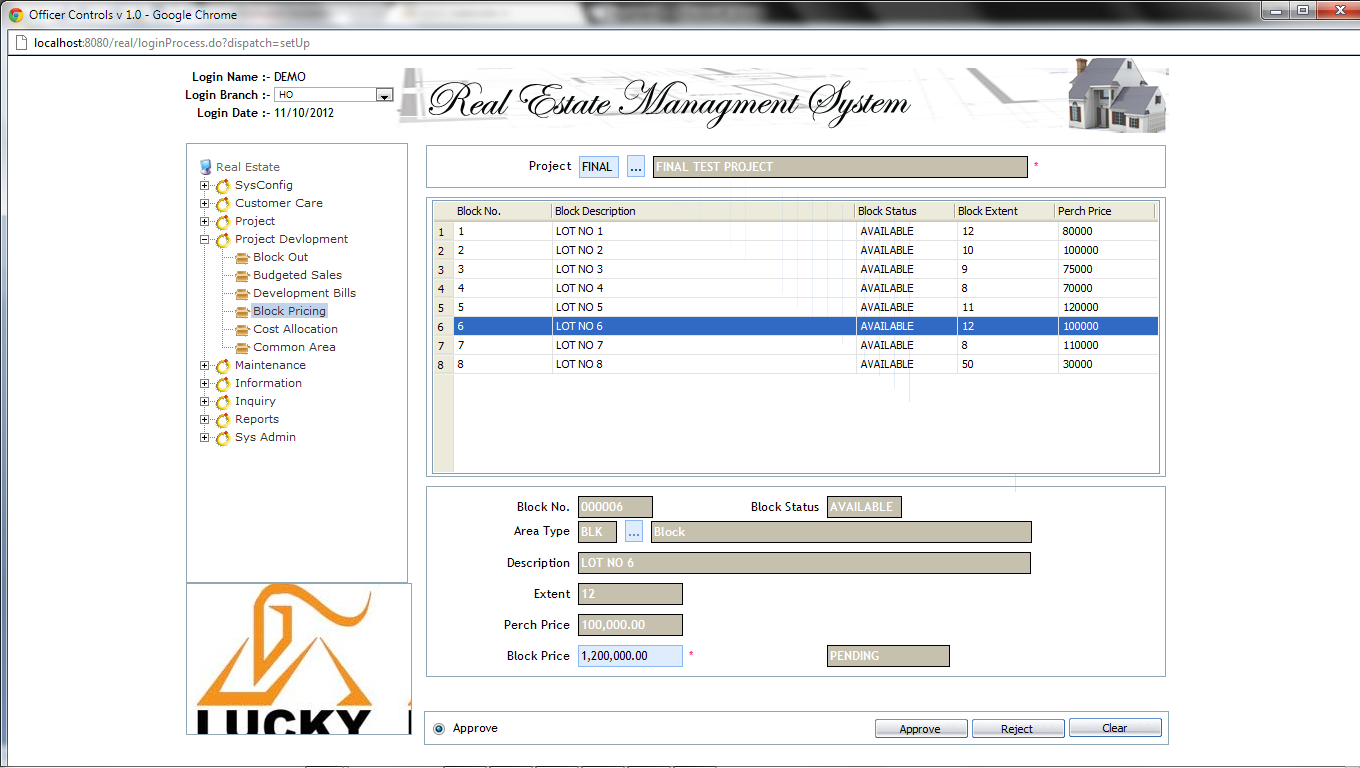 Officer Controls v 1.0 - Google Chrome
localhost:8080/real/loginProcess.do?dispatch=setUp
Login Name :- DEMO
Login Branch :- HO
Login Date :- 11/10/2012
Real Estate Managment System
Real Estate
SysConfig
Customer Care
Project
Project Devlopment
Block Out
Budgeted Sales
Development Bills
Block Pricing
Cost Allocation
Common Area
Maintenance
Information
Inquiry
Reports
Sys Admin
LUCKY
Project FINAL ... FINAL TEST PROJECT *
Block No. Block Description Block Status Block Extent Perch Price
1 1 LOT NO 1 AVAILABLE 12 80000
2 2 LOT NO 2 AVAILABLE 10 100000
3 3 LOT NO 3 AVAILABLE 9 75000
4 4 LOT NO 4 AVAILABLE 8 70000
5 5 LOT NO 5 AVAILABLE 11 120000
6 6 LOT NO 6 AVAILABLE 12 100000
7 7 LOT NO 7 AVAILABLE 8 110000
8 8 LOT NO 8 AVAILABLE 50 30000
Block No. 000006 Block Status AVAILABLE
Area Type BLK ... Block
Description LOT NO 6
Extent 12
Perch Price 100,000.00
Block Price 1,200,000.00 * PENDING
Approve Approve Reject Clear